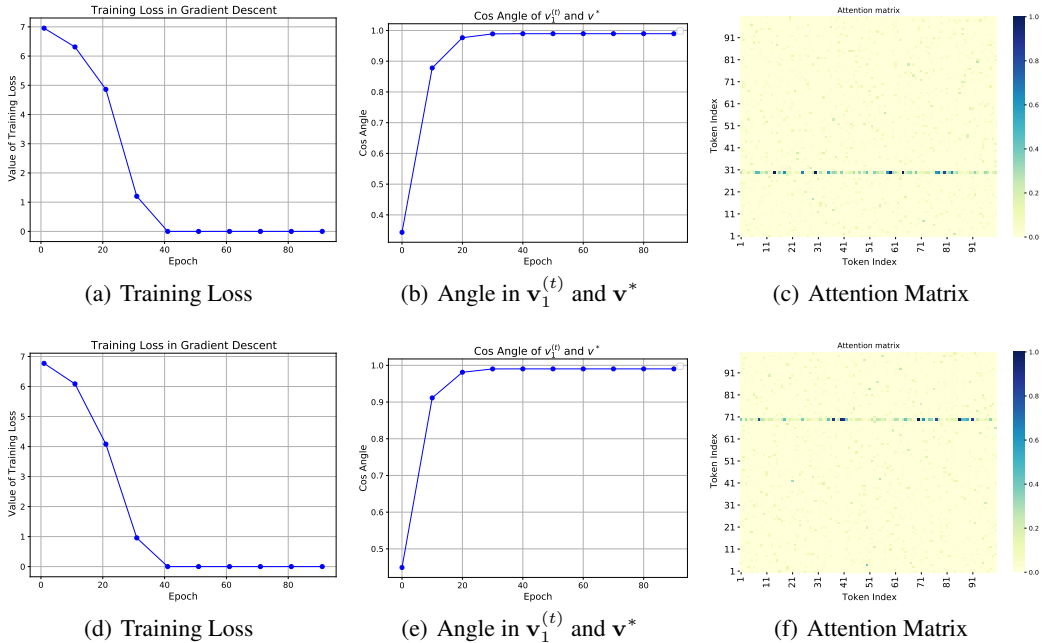 Training Loss in Gradient Descent
Value of Training Loss
7
6
5
4
3
2
1
0
0 20 40 60 80
Epoch
(a) Training Loss
Cos Angle of v₁^(t) and v*
Cos Angle
1.0
0.9
0.8
0.7
0.6
0.5
0.4
0 20 40 60 80
Epoch
(b) Angle in v₁^(t) and v*
Attention matrix
Token Index
91
81
71
61
51
41
31
21
11
1
1 11 21 31 41 51 61 71 81 91
Token Index
1.0
0.8
0.6
0.4
0.2
0.0
(c) Attention Matrix
Training Loss in Gradient Descent
Value of Training Loss
7
6
5
4
3
2
1
0
0 20 40 60 80
Epoch
(d) Training Loss
Cos Angle of v₁^(t) and v*
Cos Angle
1.0
0.9
0.8
0.7
0.6
0.5
0 20 40 60 80
Epoch
(e) Angle in v₁^(t) and v*
Attention matrix
Token Index
91
81
71
61
51
41
31
21
11
1
1 11 21 31 41 51 61 71 81 91
Token Index
1.0
0.8
0.6
0.4
0.2
0.0
(f) Attention Matrix